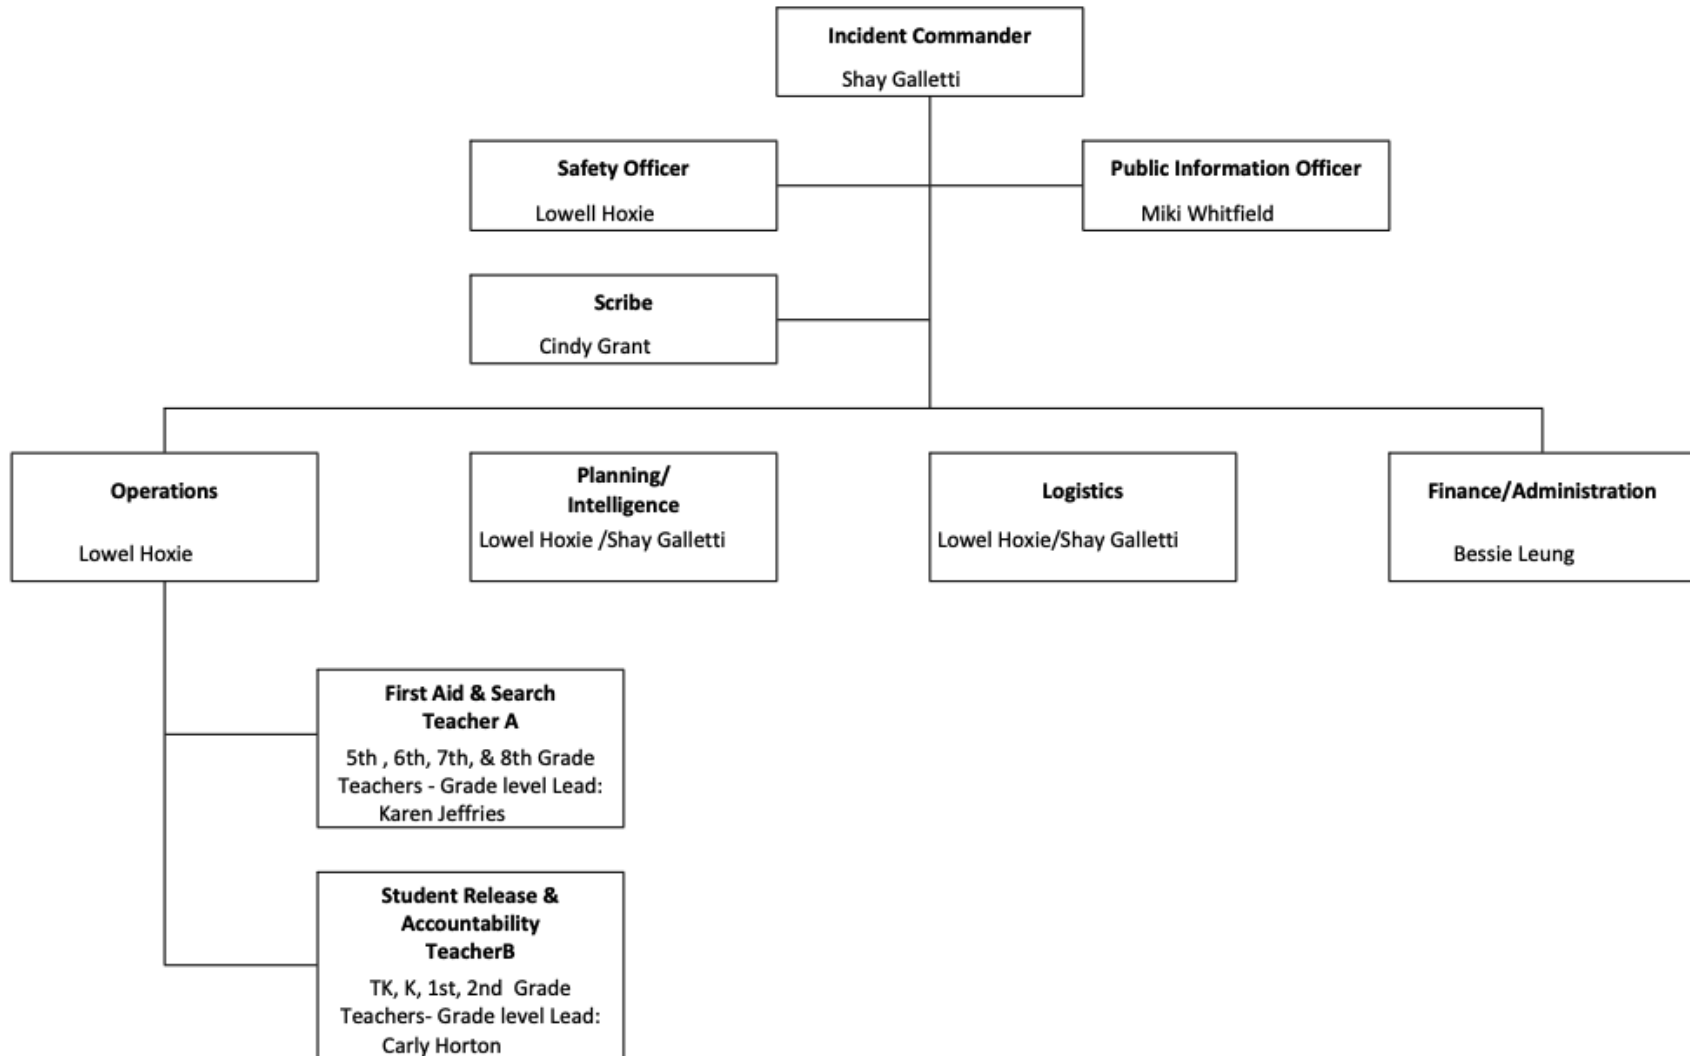 Incident Commander
Shay Galletti
Safety Officer
Lowell Hoxie
Public Information Officer
Miki Whitfield
Scribe
Cindy Grant
Operations
Lowel Hoxie
Planning/
Intelligence
Lowel Hoxie /Shay Galletti
Logistics
Lowel Hoxie/Shay Galletti
Finance/Administration
Bessie Leung
First Aid & Search
Teacher A
5th , 6th, 7th, & 8th Grade
Teachers - Grade level Lead:
Karen Jeffries
Student Release &
Accountability
TeacherB
TK, K, 1st, 2nd  Grade
Teachers- Grade level Lead:
Carly Horton